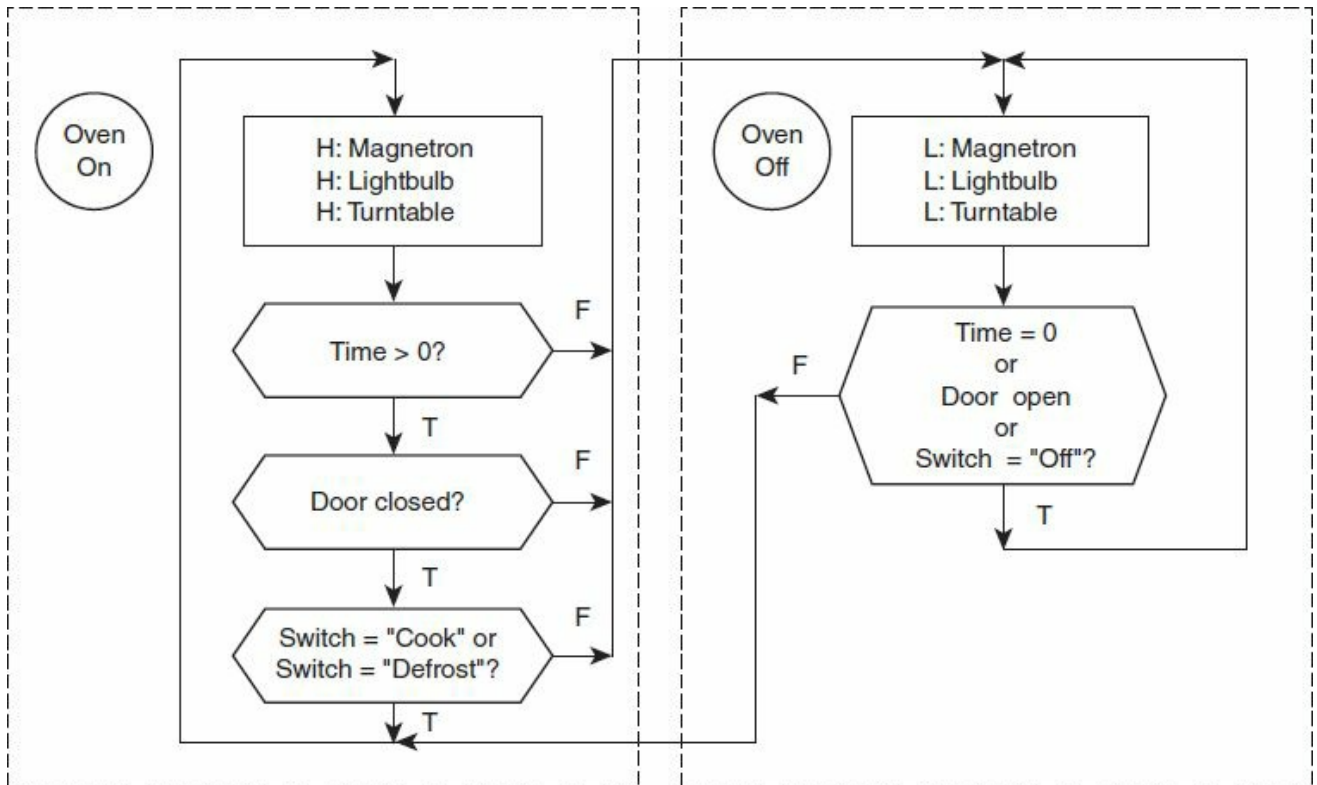 Oven
On
H: Magnetron
H: Lightbulb
H: Turntable
Time > 0?
F
T
Door closed?
F
T
Switch = "Cook" or
Switch = "Defrost"?
F
T
Oven
Off
L: Magnetron
L: Lightbulb
L: Turntable
Time = 0
or
Door open
or
Switch = "Off"?
F
T